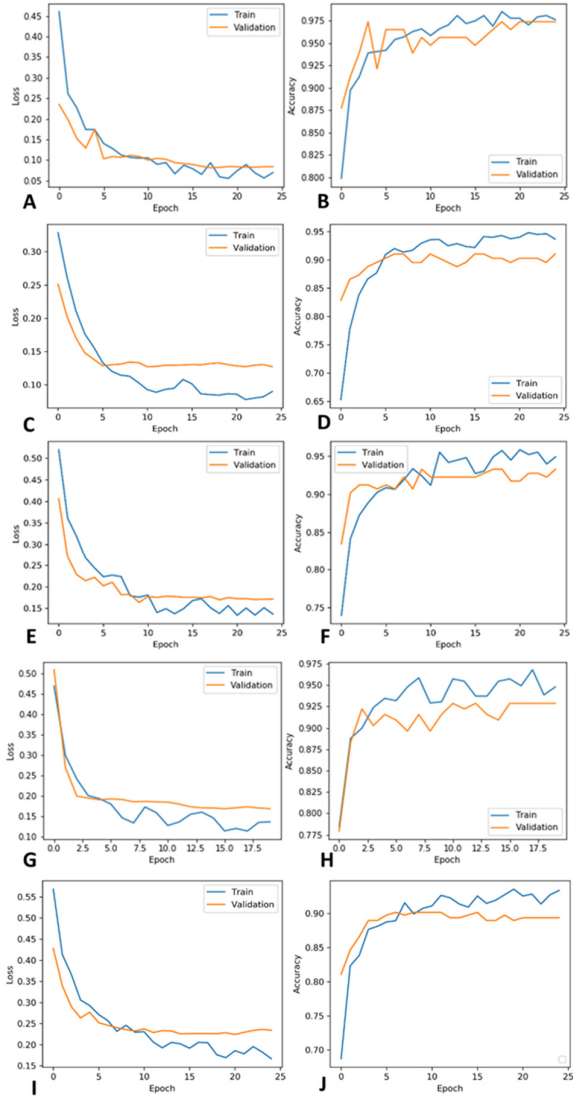 0.45
0.40
0.35
0.30
0.25
0.20
0.15
0.10
0.05
Loss
Train
Validation
0 5 10 15 20 25
Epoch
A
0.975
0.950
0.925
0.900
0.875
0.850
0.825
0.800
Accuracy
Train
Validation
0 5 10 15 20 25
Epoch
B
0.30
0.25
0.20
0.15
0.10
Loss
Train
Validation
0 5 10 15 20 25
Epoch
C
0.95
0.90
0.85
0.80
0.75
0.70
0.65
Accuracy
Train
Validation
0 5 10 15 20 25
Epoch
D
0.50
0.45
0.40
0.35
0.30
0.25
0.20
0.15
Loss
Train
Validation
0 5 10 15 20 25
Epoch
E
0.95
0.90
0.85
0.80
0.75
Accuracy
Train
Validation
0 5 10 15 20 25
Epoch
F
0.50
0.45
0.40
0.35
0.30
0.25
0.20
0.15
0.10
Loss
Train
Validation
0.0 2.5 5.0 7.5 10.0 12.5 15.0 17.5
Epoch
G
0.975
0.950
0.925
0.900
0.875
0.850
0.825
0.800
0.775
Accuracy
Train
Validation
0.0 2.5 5.0 7.5 10.0 12.5 15.0 17.5
Epoch
H
0.55
0.50
0.45
0.40
0.35
0.30
0.25
0.20
0.15
Loss
Train
Validation
0 5 10 15 20 25
Epoch
I
0.90
0.85
0.80
0.75
0.70
Accuracy
0 5 10 15 20 25
Epoch
J